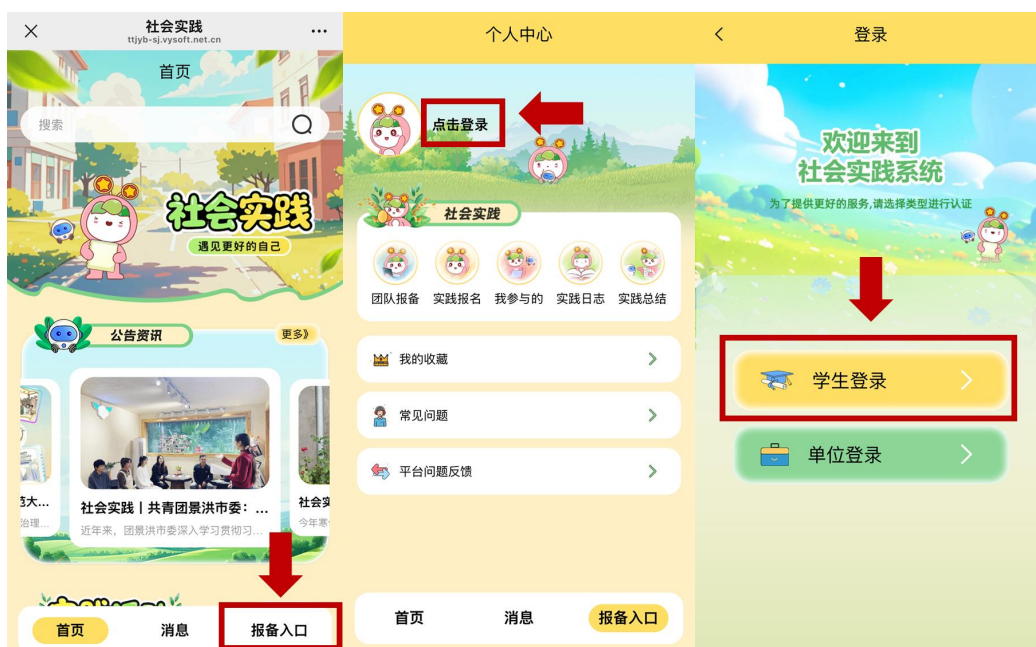 社会实践
ttjyb-sj.vysoft.net.cn
首页
搜索
社会实践
遇见更好的自己
公告资讯
更多》
社会实践丨共青团景洪市委：...
近年来，团景洪市委深入学习贯彻习...
大...
治理...
社会实
今年寒
首页
消息
报备入口
个人中心
点击登录
社会实践
团队报备
实践报名
我参与的
实践日志
实践总结
我的收藏
常见问题
平台问题反馈
首页
消息
报备入口
登录
欢迎来到
社会实践系统
为了提供更好的服务,请选择类型进行认证
学生登录
单位登录